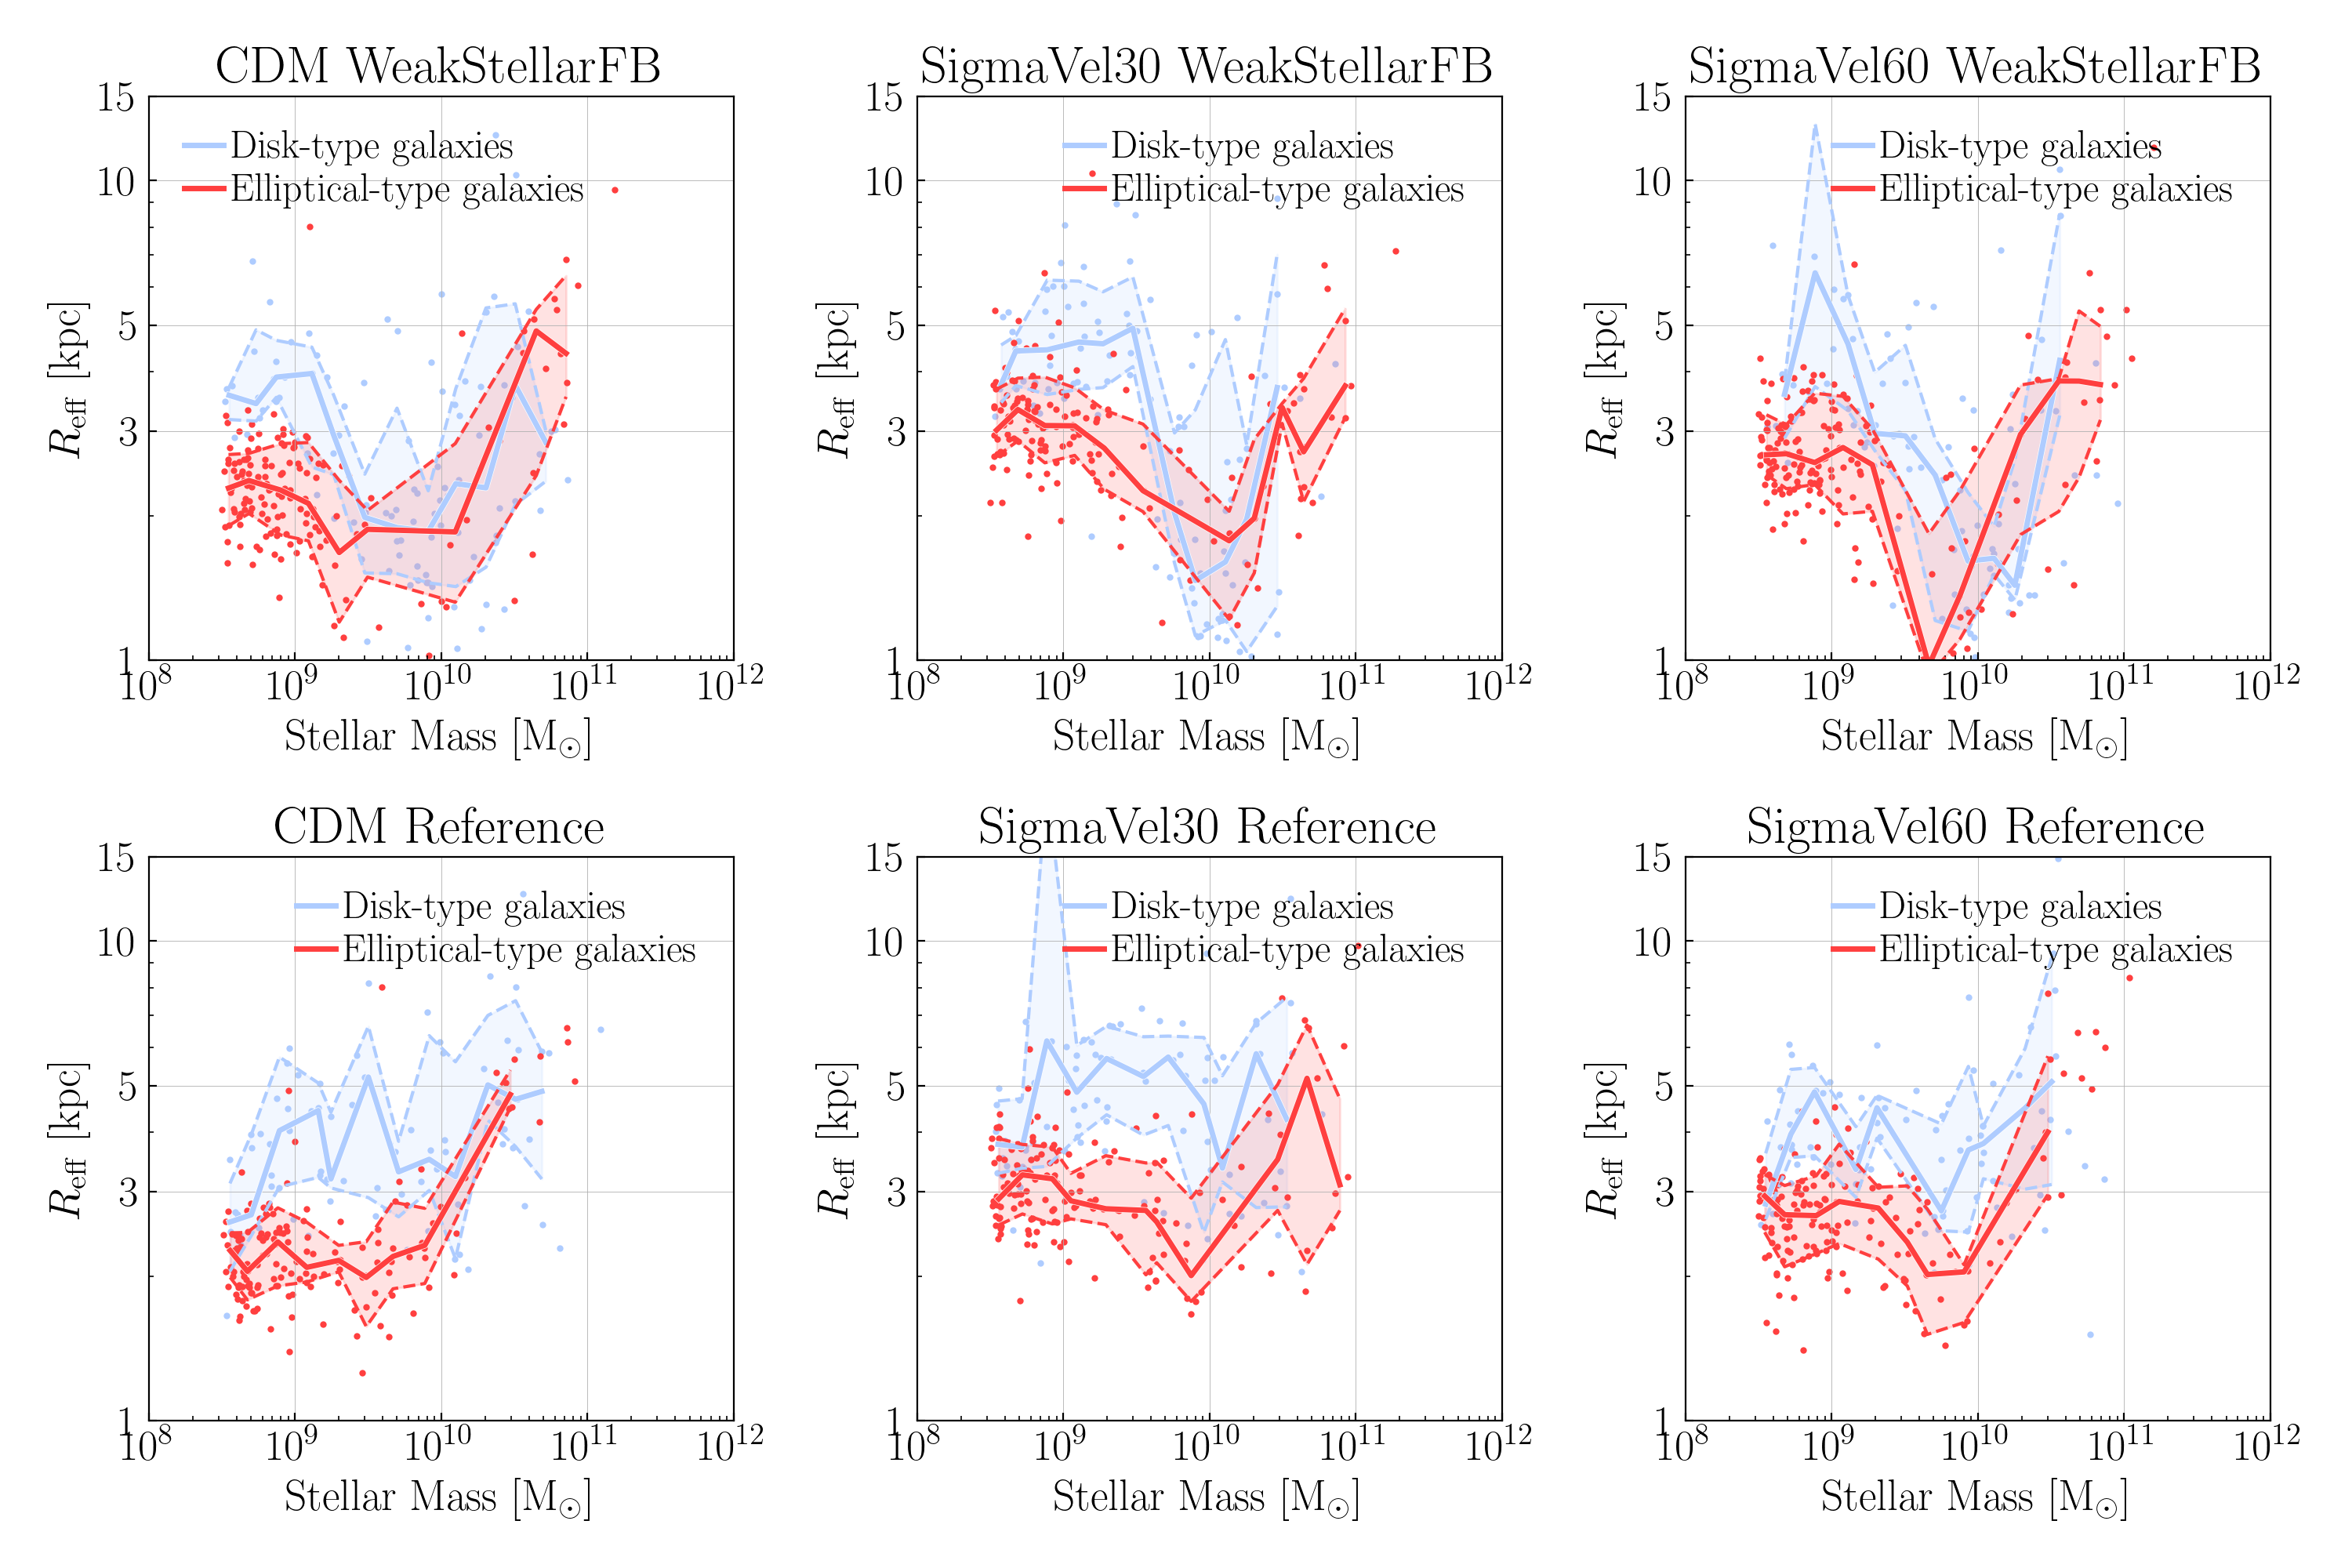 CDM WeakStellarFB
15
10
5
3
1
R_eff [kpc]
Disk-type galaxies
Elliptical-type galaxies
10^8 10^9 10^10 10^11 10^12
Stellar Mass [M_⊙]
SigmaVel30 WeakStellarFB
15
10
5
3
1
R_eff [kpc]
Disk-type galaxies
Elliptical-type galaxies
10^8 10^9 10^10 10^11 10^12
Stellar Mass [M_⊙]
SigmaVel60 WeakStellarFB
15
10
5
3
1
R_eff [kpc]
Disk-type galaxies
Elliptical-type galaxies
10^8 10^9 10^10 10^11 10^12
Stellar Mass [M_⊙]
CDM Reference
15
10
5
3
1
R_eff [kpc]
Disk-type galaxies
Elliptical-type galaxies
10^8 10^9 10^10 10^11 10^12
Stellar Mass [M_⊙]
SigmaVel30 Reference
15
10
5
3
1
R_eff [kpc]
Disk-type galaxies
Elliptical-type galaxies
10^8 10^9 10^10 10^11 10^12
Stellar Mass [M_⊙]
SigmaVel60 Reference
15
10
5
3
1
R_eff [kpc]
Disk-type galaxies
Elliptical-type galaxies
10^8 10^9 10^10 10^11 10^12
Stellar Mass [M_⊙]